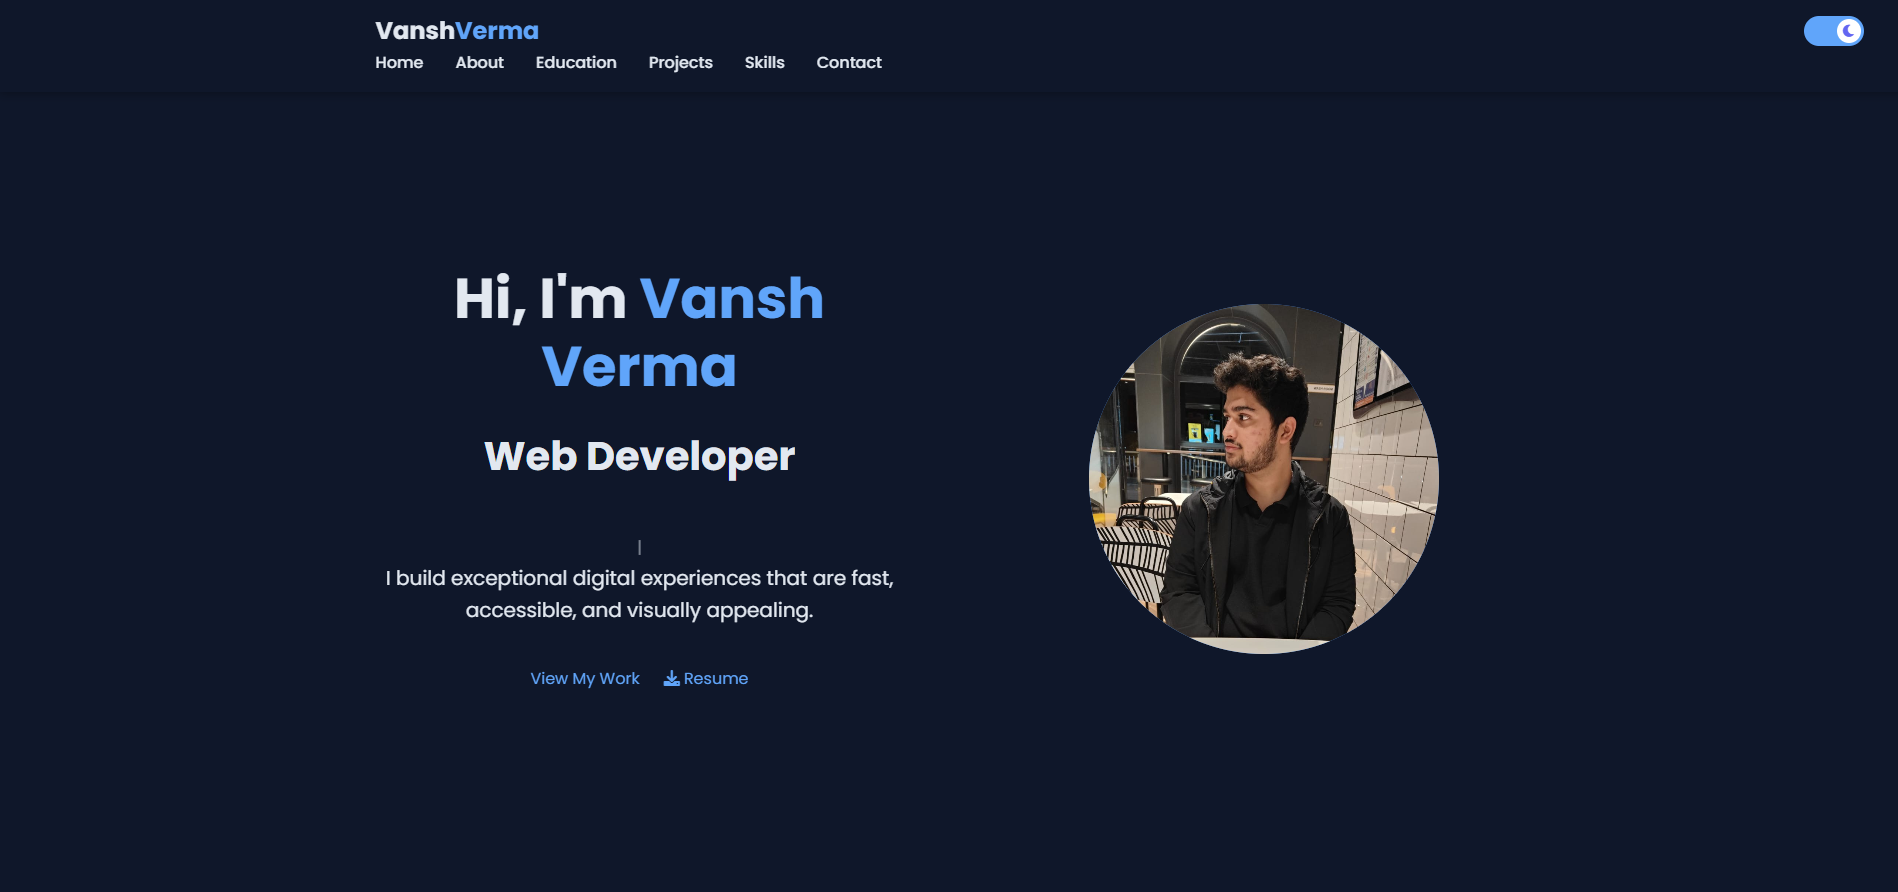 VanshVerma
Home About Education Projects Skills Contact
Hi, I'm Vansh
Verma
Web Developer
|
I build exceptional digital experiences that are fast,
accessible, and visually appealing.
View My Work Resume